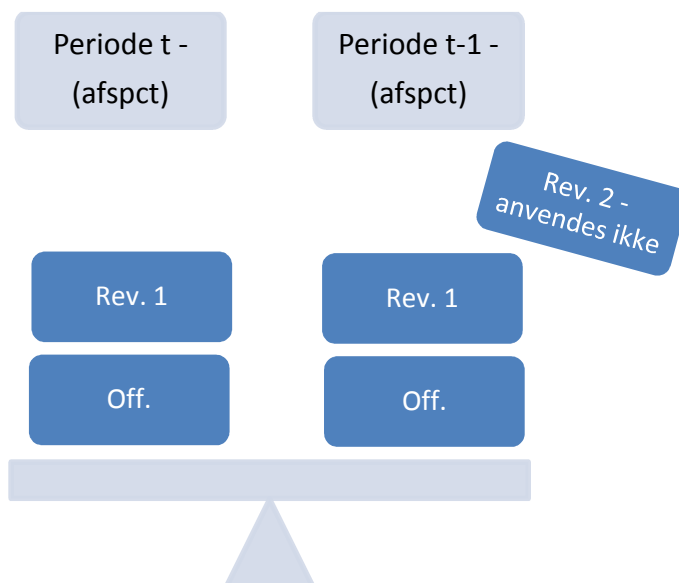 Periode t -
(afspct)
Periode t-1 -
(afspct)
Rev. 2 -
anvendes ikke
Rev. 1
Rev. 1
Off.
Off.